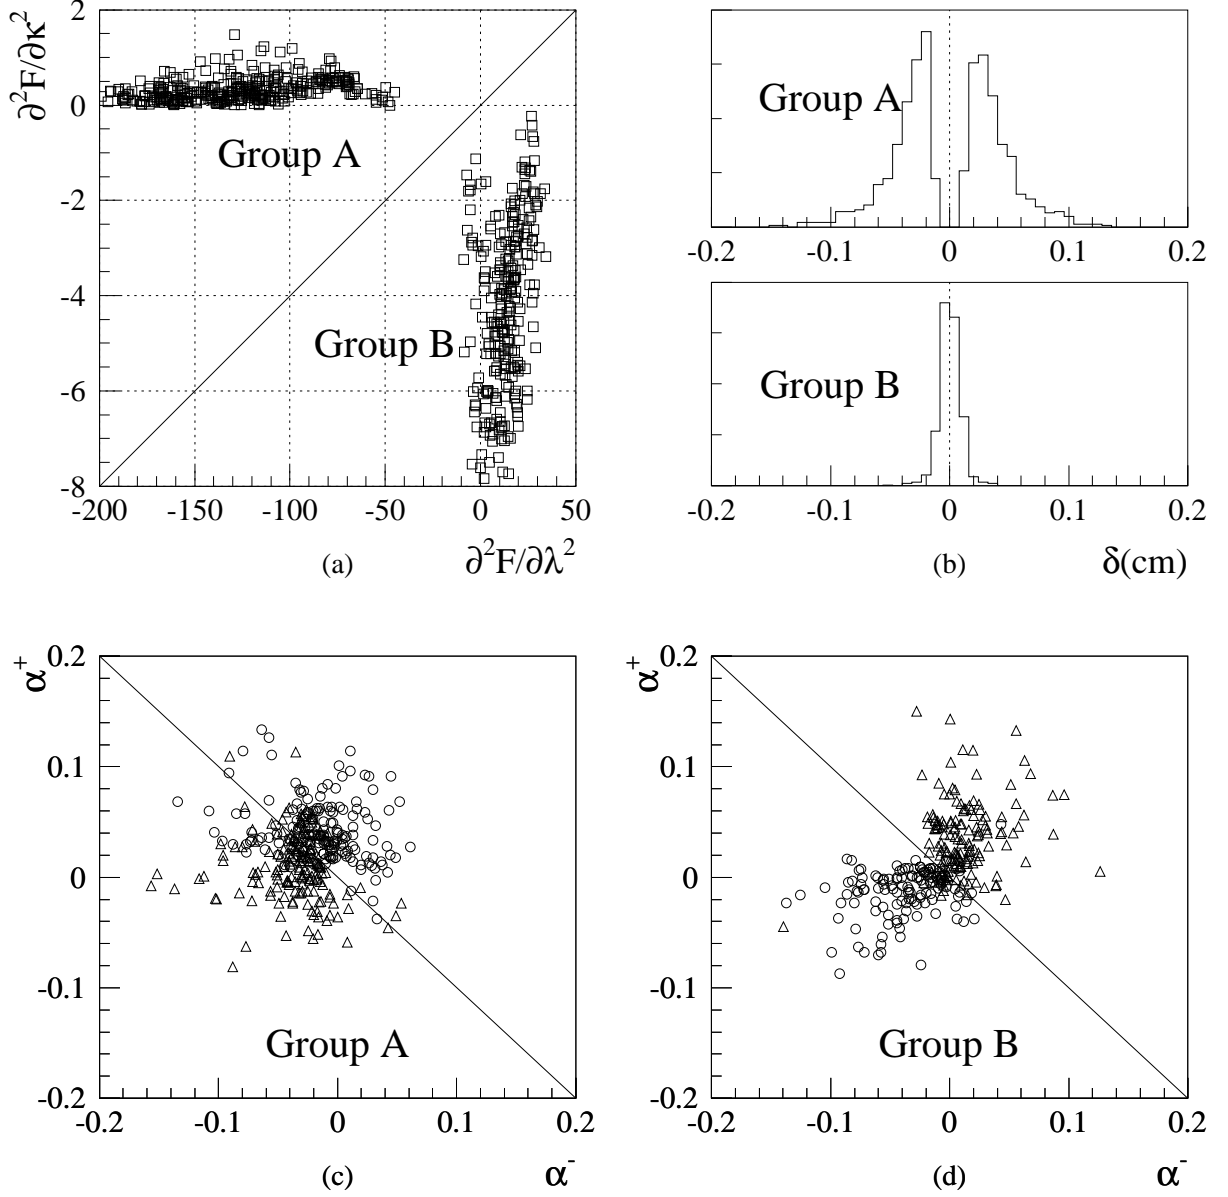 ∂²F/∂κ²
2
0
-2
-4
-6
-8
Group A
Group B
-200 -150 -100 -50 0 50
(a) ∂²F/∂λ²
Group A
-0.2 -0.1 0 0.1 0.2
Group B
-0.2 -0.1 0 0.1 0.2
(b) δ(cm)
α⁺
0.2
0.1
0
-0.1
-0.2
Group A
-0.2 -0.1 0 0.1 0.2
(c) α⁻
α⁺
0.2
0.1
0
-0.1
-0.2
Group B
-0.2 -0.1 0 0.1 0.2
(d) α⁻